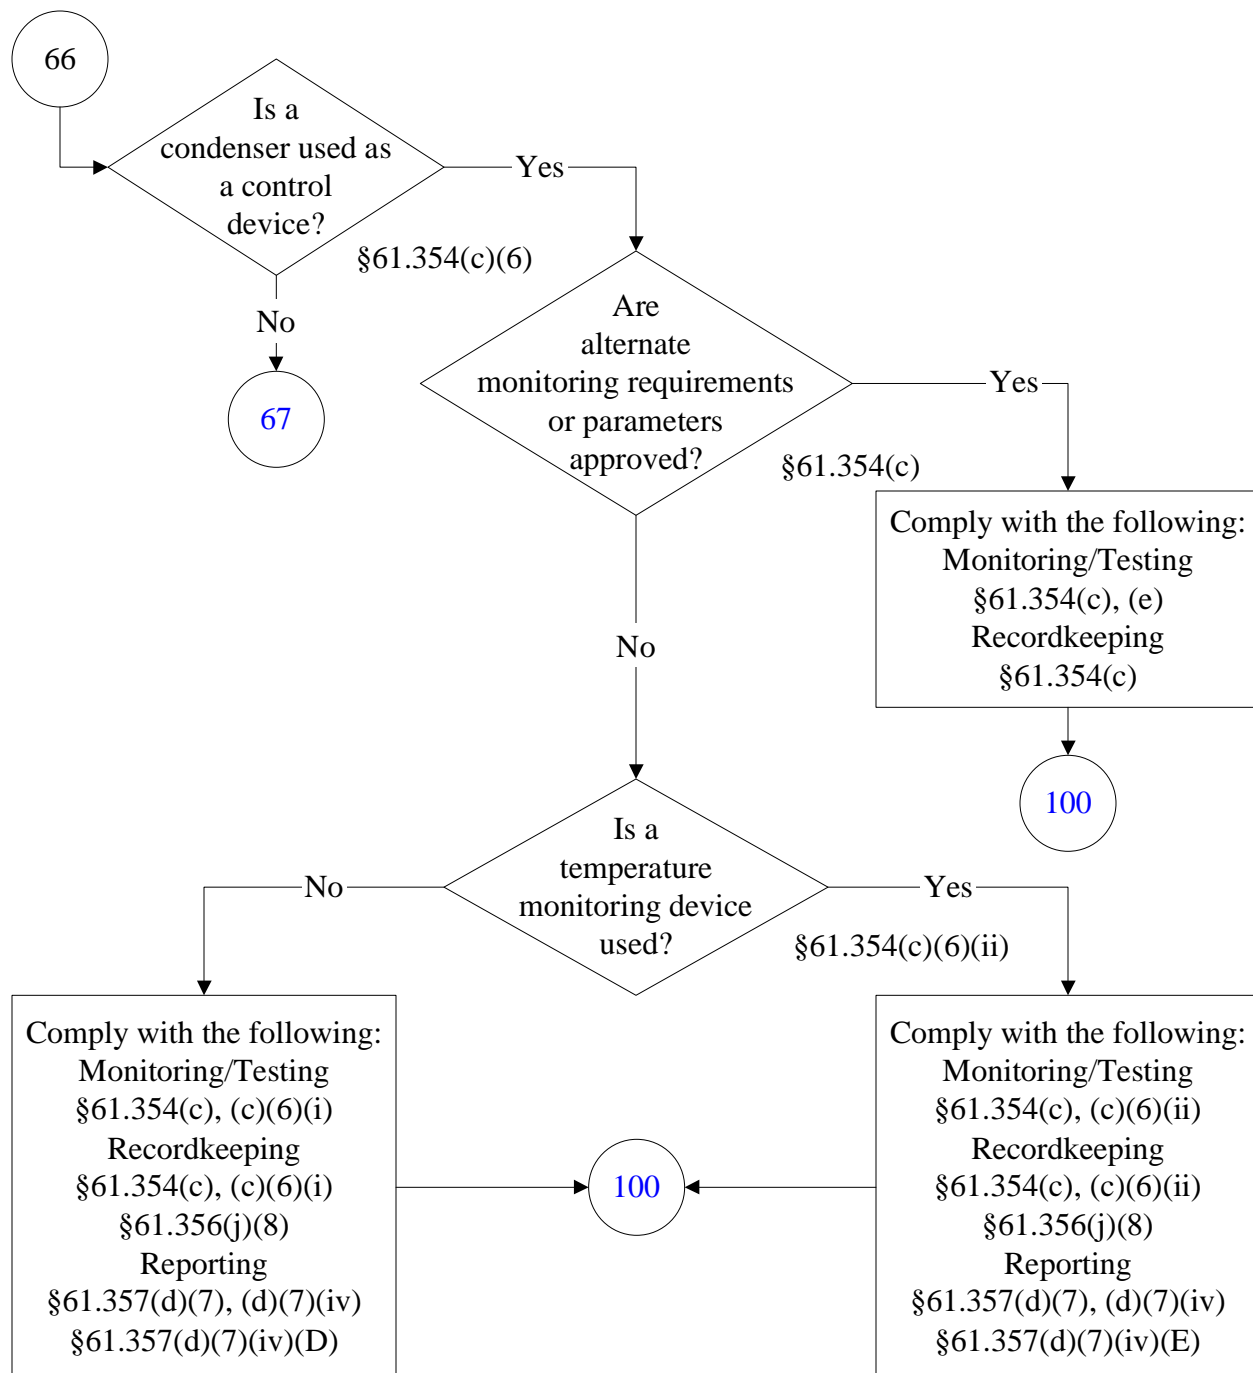 66
Is a
condenser used as
a control
device?
Yes
§61.354(c)(6)
No
67
Are
alternate
monitoring requirements
or parameters
approved?
Yes
§61.354(c)
Comply with the following:
Monitoring/Testing
§61.354(c), (e)
Recordkeeping
§61.354(c)
100
No
Is a
temperature
monitoring device
used?
No
Yes
§61.354(c)(6)(ii)
Comply with the following:
Monitoring/Testing
§61.354(c), (c)(6)(i)
Recordkeeping
§61.354(c), (c)(6)(i)
§61.356(j)(8)
Reporting
§61.357(d)(7), (d)(7)(iv)
§61.357(d)(7)(iv)(D)
100
Comply with the following:
Monitoring/Testing
§61.354(c), (c)(6)(ii)
Recordkeeping
§61.354(c), (c)(6)(ii)
§61.356(j)(8)
Reporting
§61.357(d)(7), (d)(7)(iv)
§61.357(d)(7)(iv)(E)